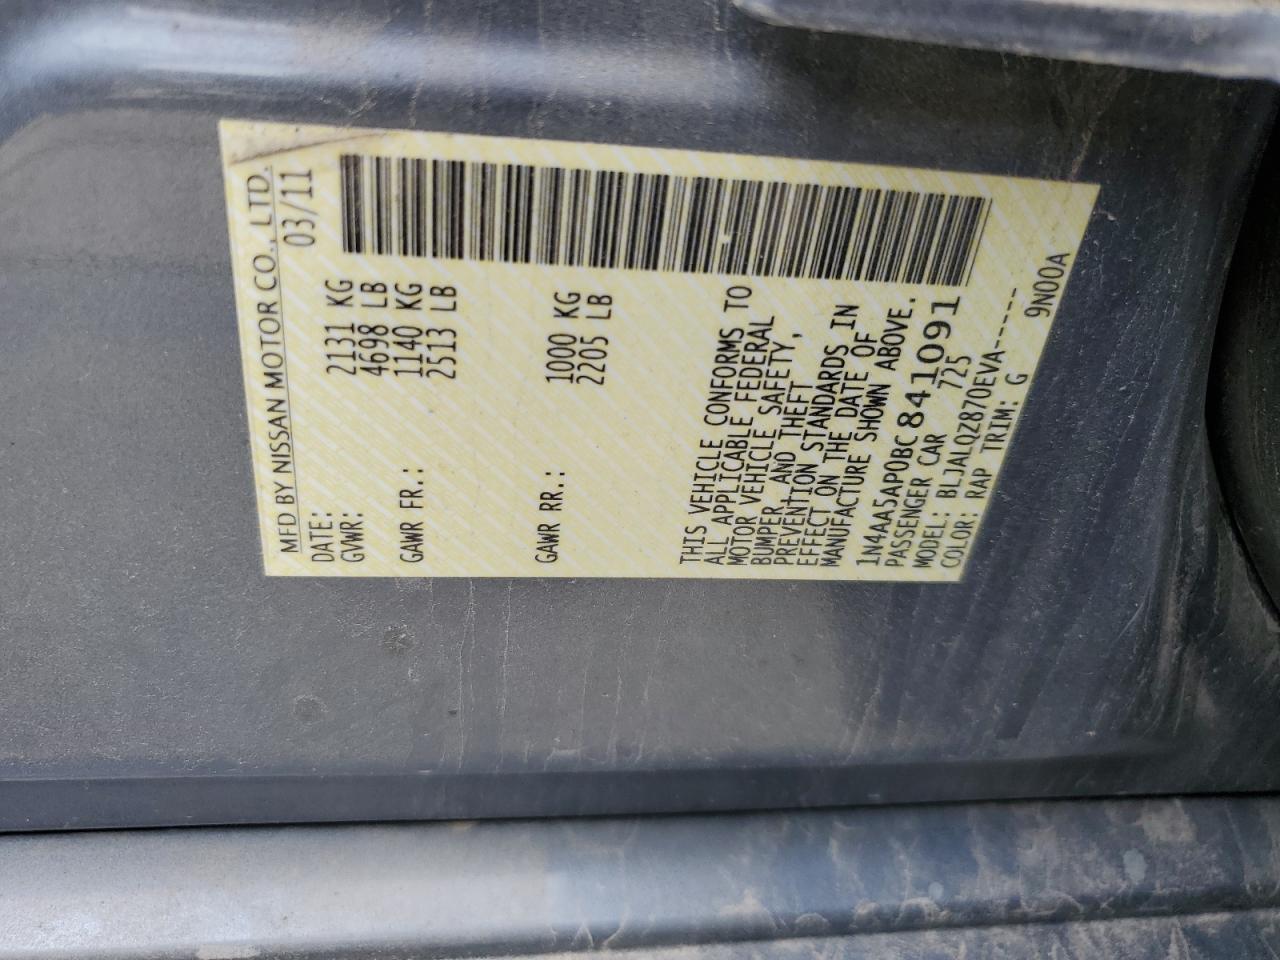 MFD BY NISSAN MOTOR CO., LTD.
DATE: 03/11
GVWR: 2131 KG
4698 LB
GAWR FR.: 1140 KG
2513 LB
GAWR RR.: 1000 KG
2205 LB
THIS VEHICLE CONFORMS TO
ALL APPLICABLE FEDERAL
MOTOR VEHICLE SAFETY,
BUMPER, AND THEFT
PREVENTION STANDARDS IN
EFFECT ON THE DATE OF
MANUFACTURE SHOWN ABOVE.
1N4AA5AP0BC841091
PASSENGER CAR 725
MODEL: BLJALQZ870EVA-----
COLOR: RAP TRIM: G 9N00A